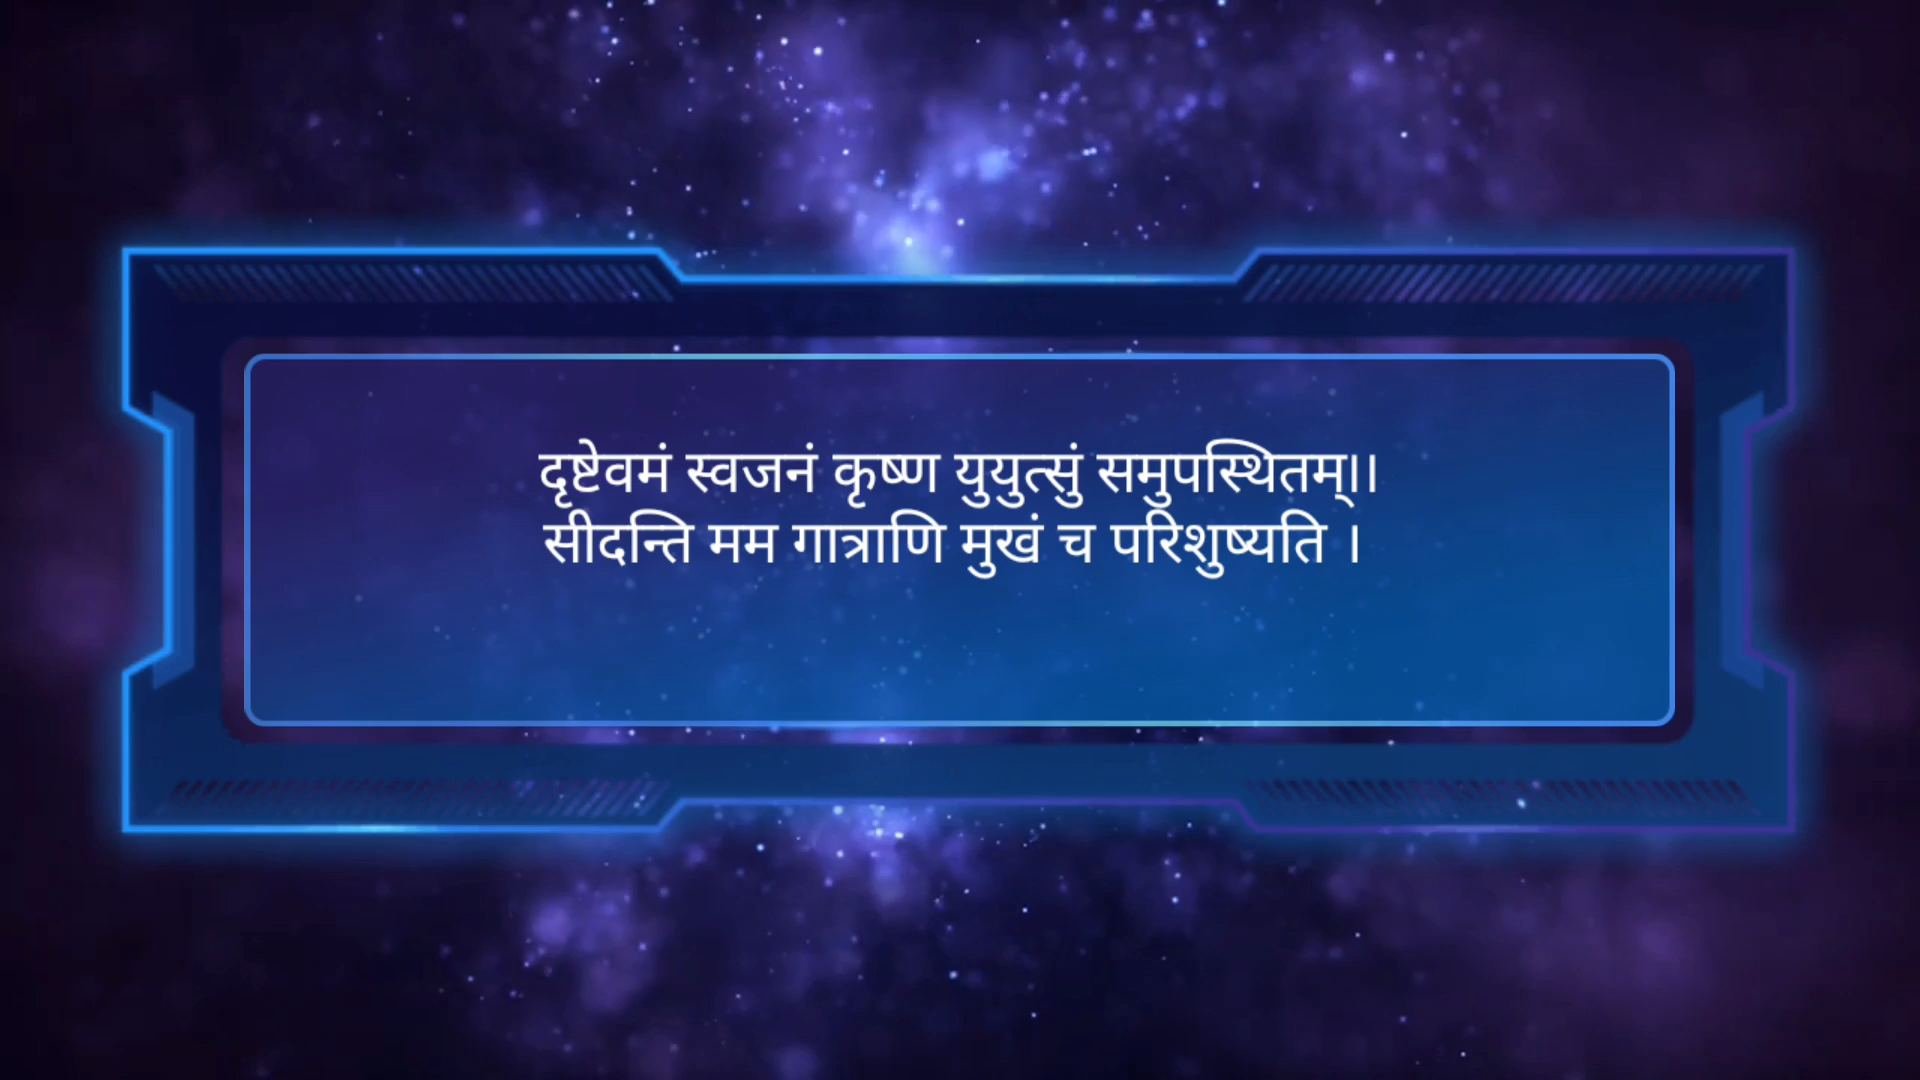 दृष्टेवमं स्वजनं कृष्ण युयुत्सुं समुपस्थितम्।।
सीदन्ति मम गात्राणि मुखं च परिशुष्यति ।